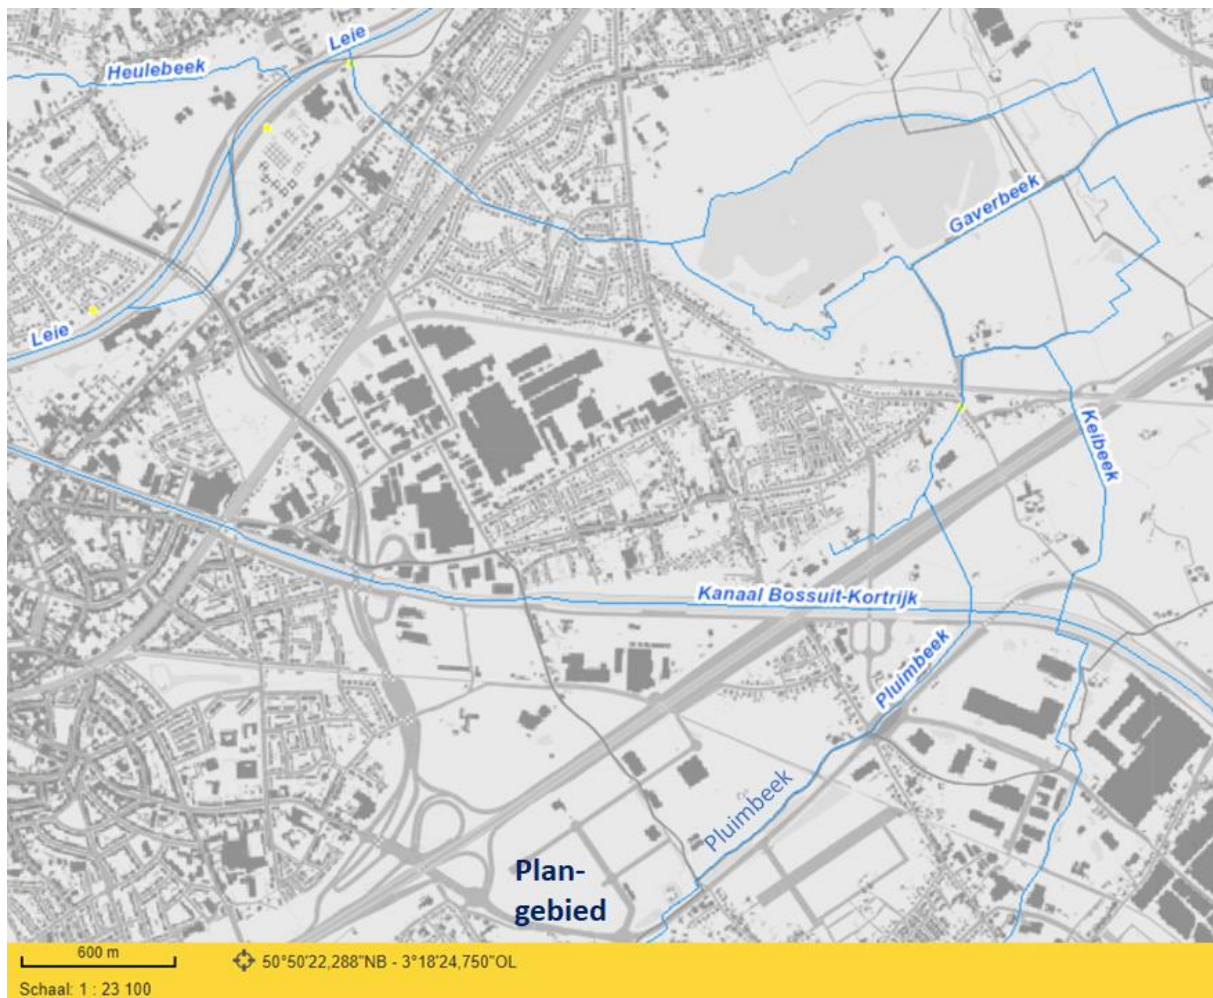 Leie
Heulebeek
Gaverbeek
Leie
Keibeek
Kanaal Bossuit-Kortrijk
Pluimbeek
Pluimbeek
Plan-
gebied
600 m
50°50'22,288"NB - 3°18'24,750"OL
Schaal: 1 : 23 100